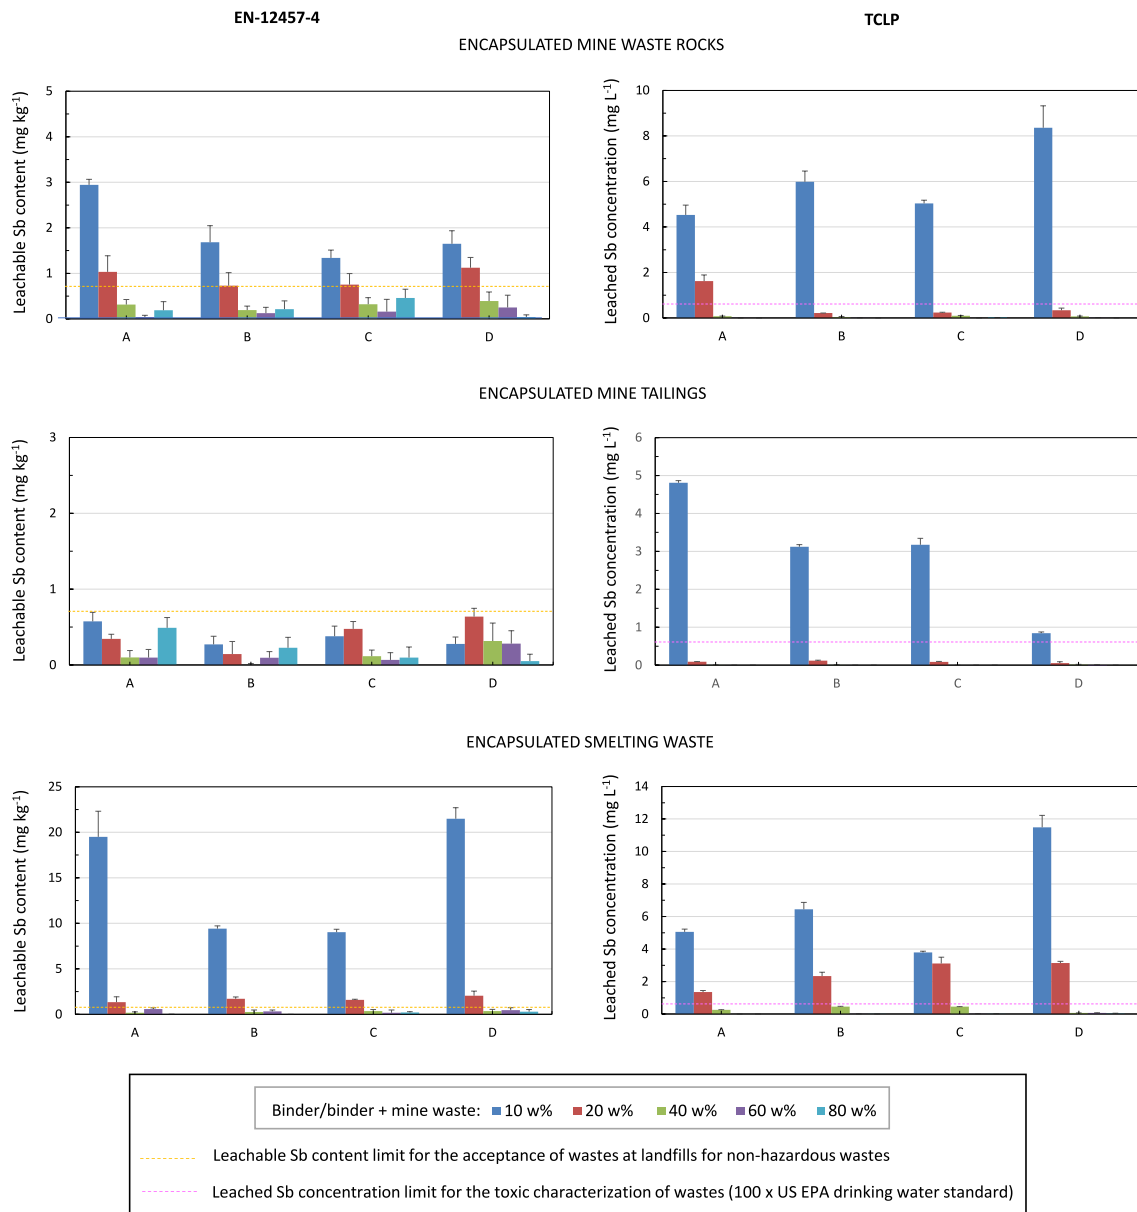 EN-12457-4
TCLP
ENCAPSULATED MINE WASTE ROCKS
Leachable Sb content (mg kg-1)
5
4
3
2
1
0
A B C D
Leached Sb concentration (mg L-1)
10
8
6
4
2
0
A B C D
ENCAPSULATED MINE TAILINGS
Leachable Sb content (mg kg-1)
3
2
1
0
A B C D
Leached Sb concentration (mg L-1)
6
5
4
3
2
1
0
A B C D
ENCAPSULATED SMELTING WASTE
Leachable Sb content (mg kg-1)
25
20
15
10
5
0
A B C D
Leached Sb concentration (mg L-1)
14
12
10
8
6
4
2
0
A B C D
Binder/binder + mine waste: 10 w% 20 w% 40 w% 60 w% 80 w%
Leachable Sb content limit for the acceptance of wastes at landfills for non-hazardous wastes
Leached Sb concentration limit for the toxic characterization of wastes (100 x US EPA drinking water standard)